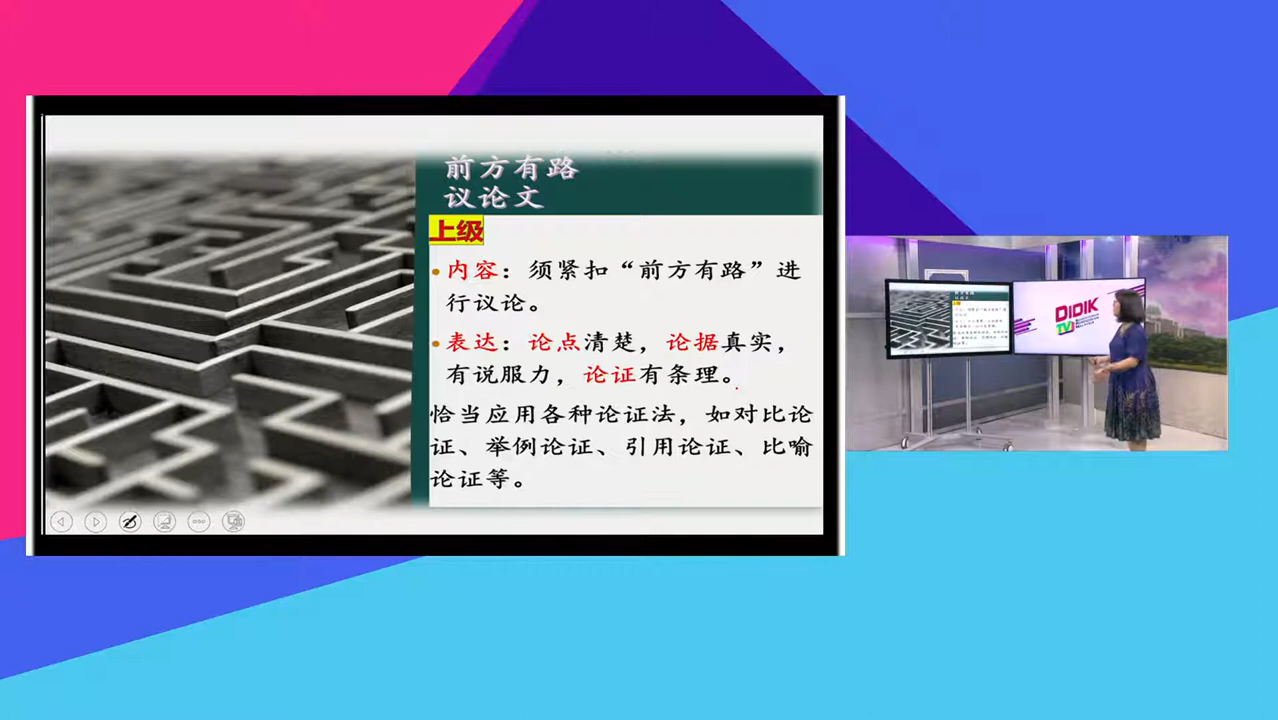 前方有路
议论文
上级
• 内容：须紧扣“前方有路”进
行议论。
• 表达：论点清楚，论据真实，
有说服力，论证有条理。
恰当应用各种论证法，如对比论
证、举例论证、引用论证、比喻
论证等。
DIDIK
TV